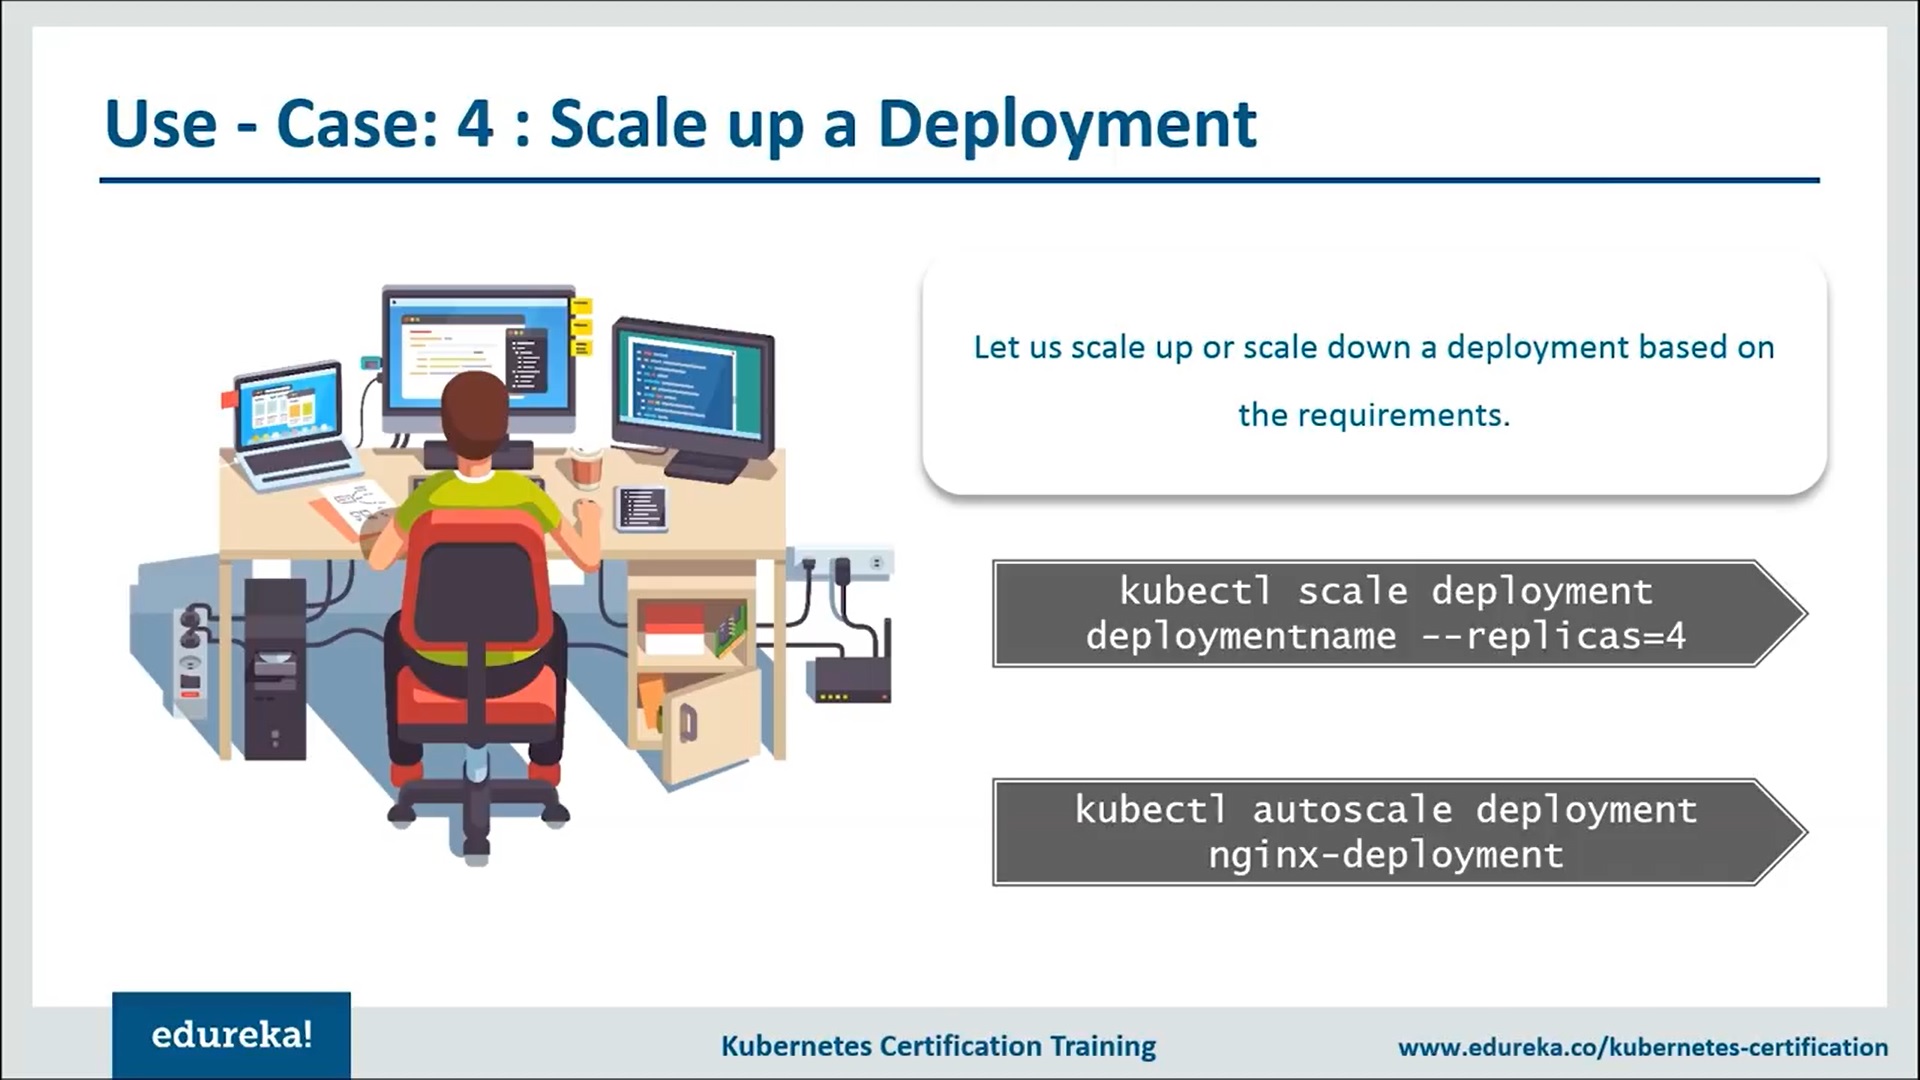 Use - Case: 4 : Scale up a Deployment
Let us scale up or scale down a deployment based on
the requirements.
kubectl scale deployment
deploymentname --replicas=4
kubectl autoscale deployment
nginx-deployment
edureka!
Kubernetes Certification Training
www.edureka.co/kubernetes-certification